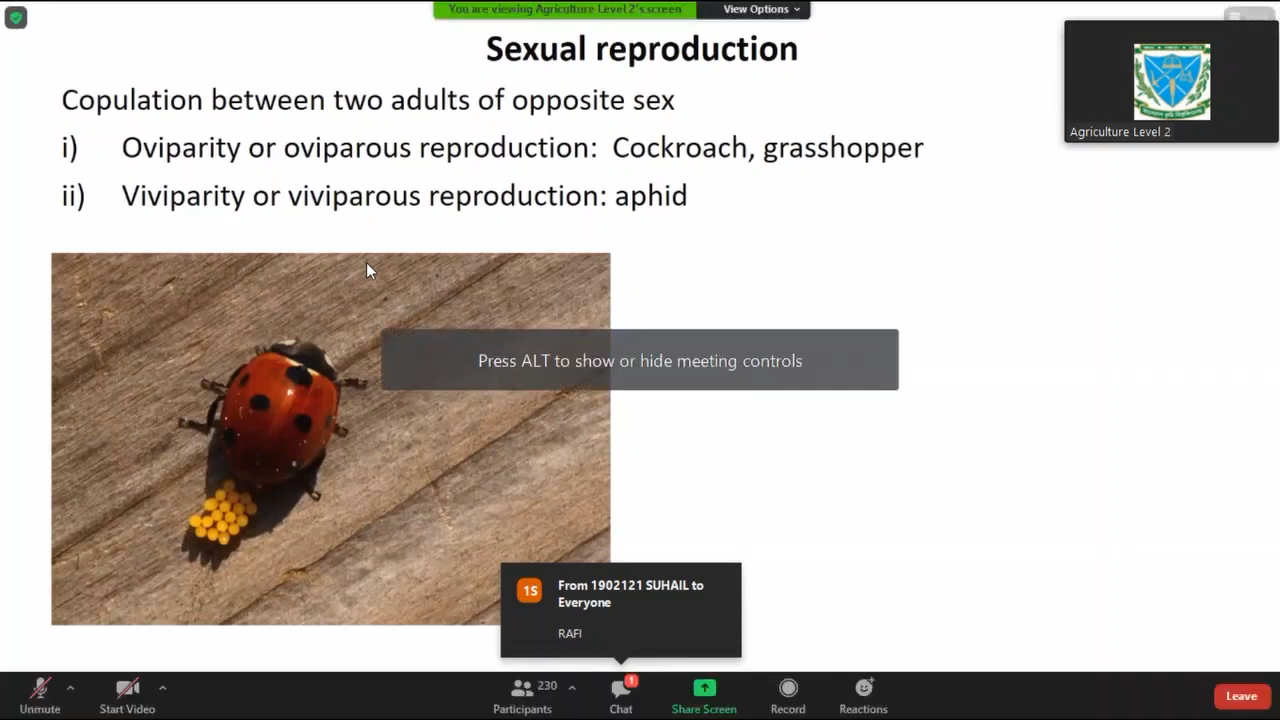 You are viewing Agriculture Level 2's screen
View Options
Sexual reproduction
Copulation between two adults of opposite sex
i) Oviparity or oviparous reproduction: Cockroach, grasshopper
ii) Viviparity or viviparous reproduction: aphid
Agriculture Level 2
Press ALT to show or hide meeting controls
1S
From 1902121 SUHAIL to
Everyone
RAFI
Unmute
Start Video
230
Participants
1
Chat
Share Screen
Record
Reactions
Leave